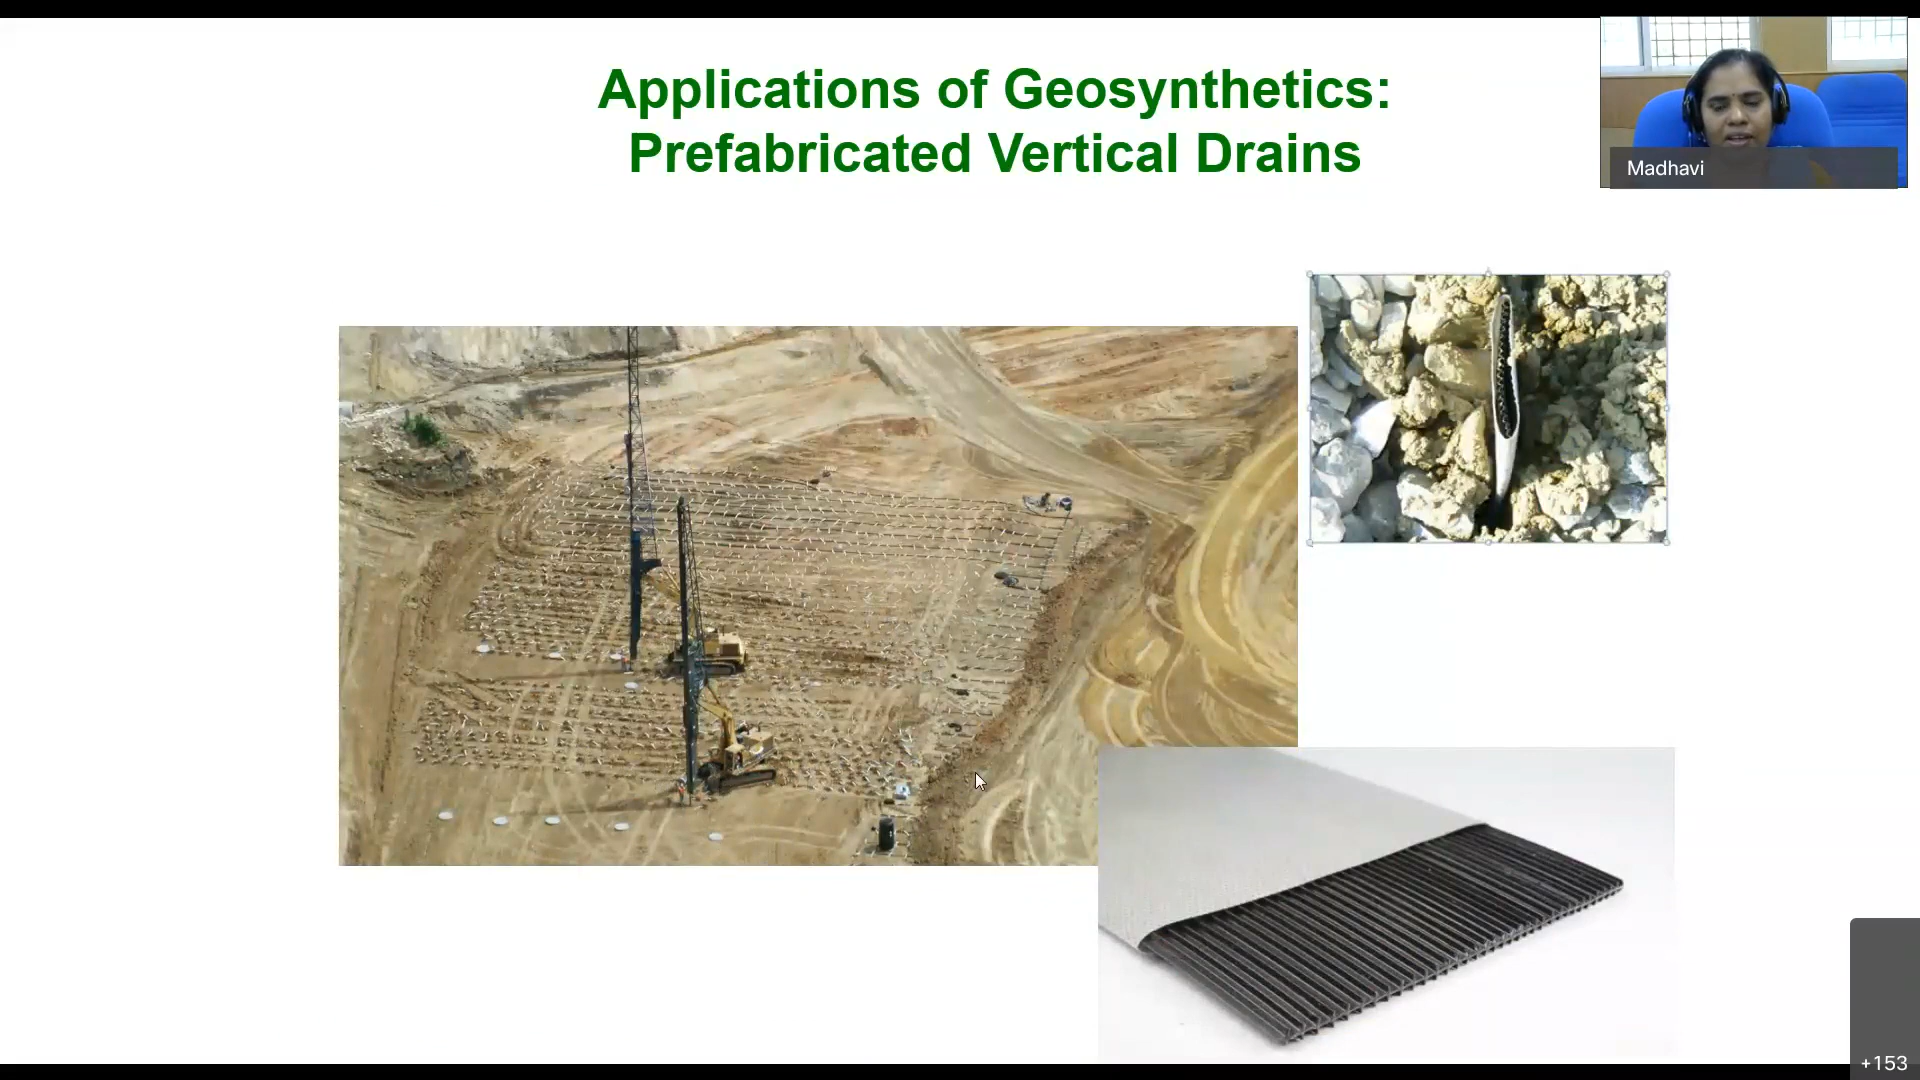 Applications of Geosynthetics:
Prefabricated Vertical Drains
Madhavi
+153